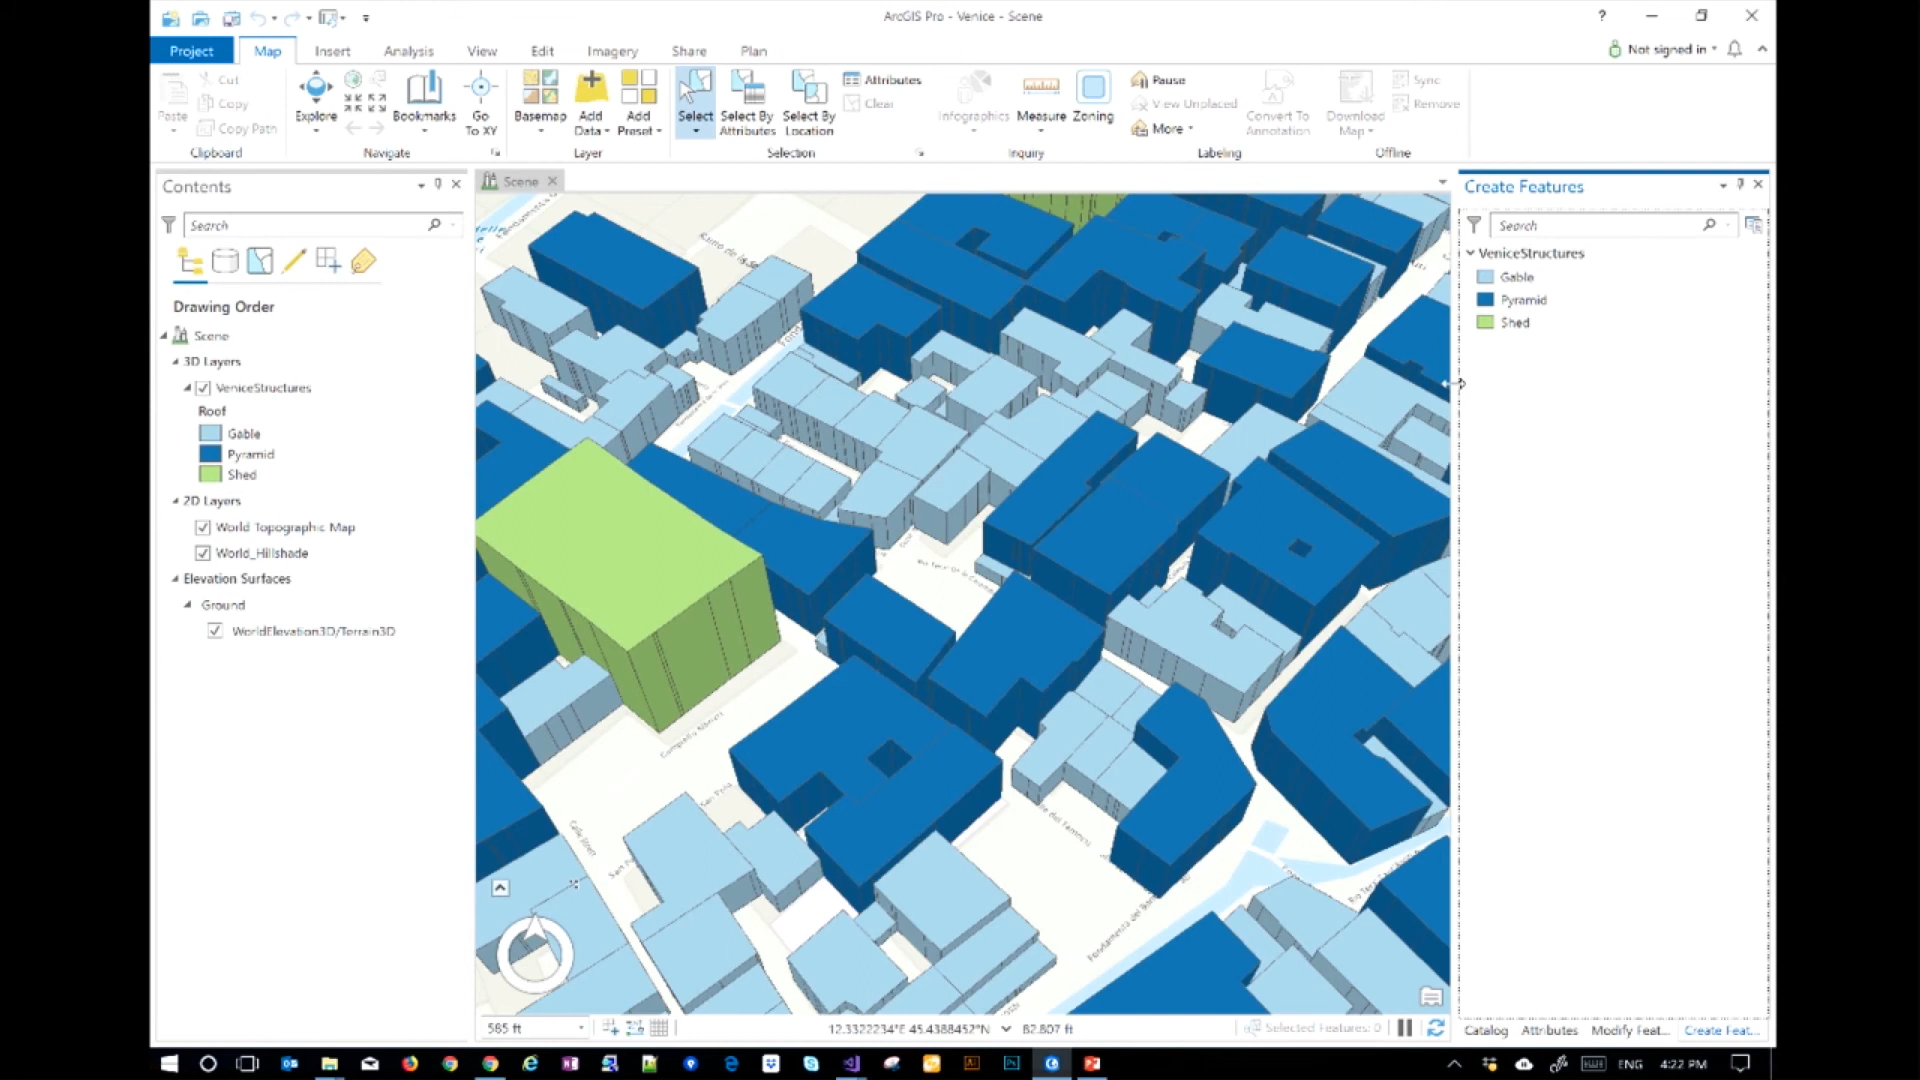 ArcGIS Pro - Venice - Scene
?
Project
Map
Insert
Analysis
View
Edit
Imagery
Share
Plan
Not signed in
Paste
Cut
Copy
Copy Path
Clipboard
Explore
Bookmarks
Go
To XY
Navigate
Basemap
Add
Data
Add
Preset
Layer
Select
Select By
Attributes
Select By
Location
Attributes
Clear
Selection
Infographics
Measure
Zoning
Inquiry
Pause
View Unplaced
More
Convert To
Annotation
Labeling
Download
Map
Sync
Remove
Offline
Contents
Search
Drawing Order
Scene
3D Layers
VeniceStructures
Roof
Gable
Pyramid
Shed
2D Layers
World Topographic Map
World_Hillshade
Elevation Surfaces
Ground
WorldElevation3D/Terrain3D
Scene
San Polo
585 ft
12.3322234°E 45.4388452°N
82.807 ft
Selected Features: 0
Create Features
Search
VeniceStructures
Gable
Pyramid
Shed
Catalog
Attributes
Modify Feat...
Create Feat...
ENG
4:22 PM